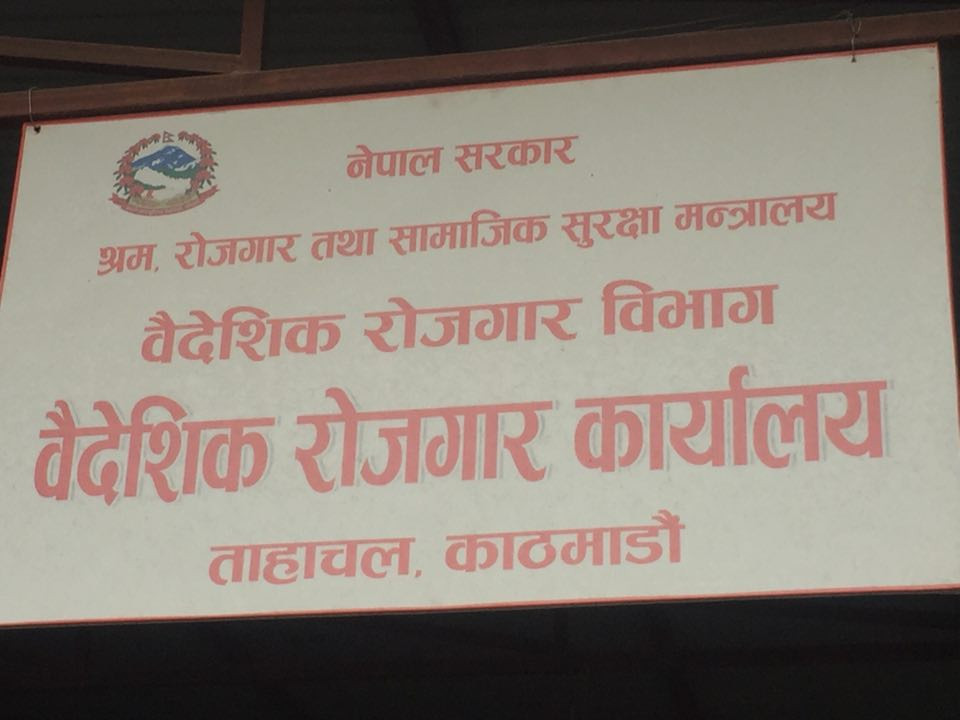 नेपाल सरकार
श्रम, रोजगार तथा सामाजिक सुरक्षा मन्त्रालय
वैदेशिक रोजगार विभाग
वैदेशिक रोजगार कार्यालय
ताहाचल, काठमाडौं